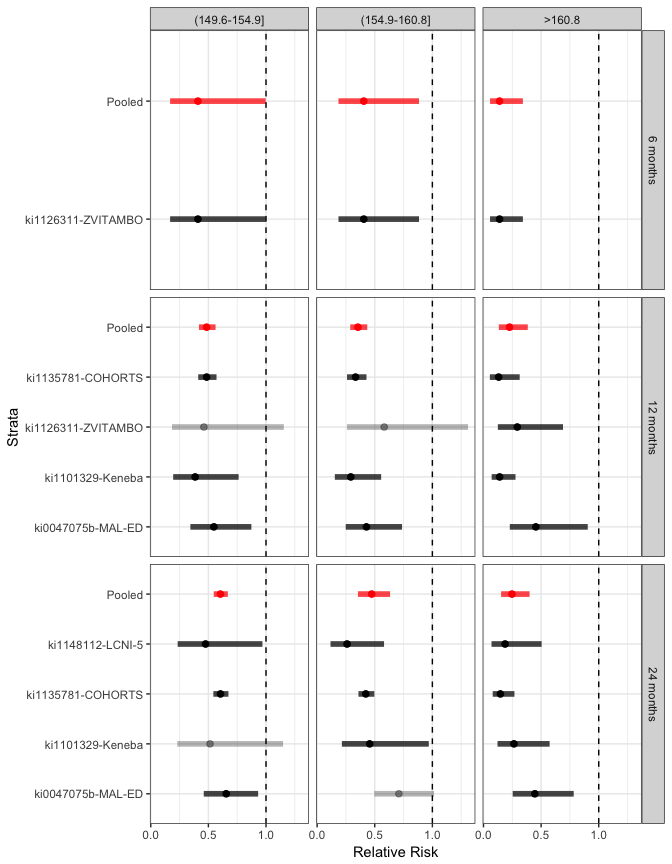 (149.6-154.9]
(154.9-160.8]
>160.8
Pooled
ki1126311-ZVITAMBO
6 months
Pooled
ki1135781-COHORTS
ki1126311-ZVITAMBO
ki1101329-Keneba
ki0047075b-MAL-ED
12 months
Strata
Pooled
ki1148112-LCNI-5
ki1135781-COHORTS
ki1101329-Keneba
ki0047075b-MAL-ED
24 months
0.0 0.5 1.0
0.0 0.5 1.0
0.0 0.5 1.0
Relative Risk